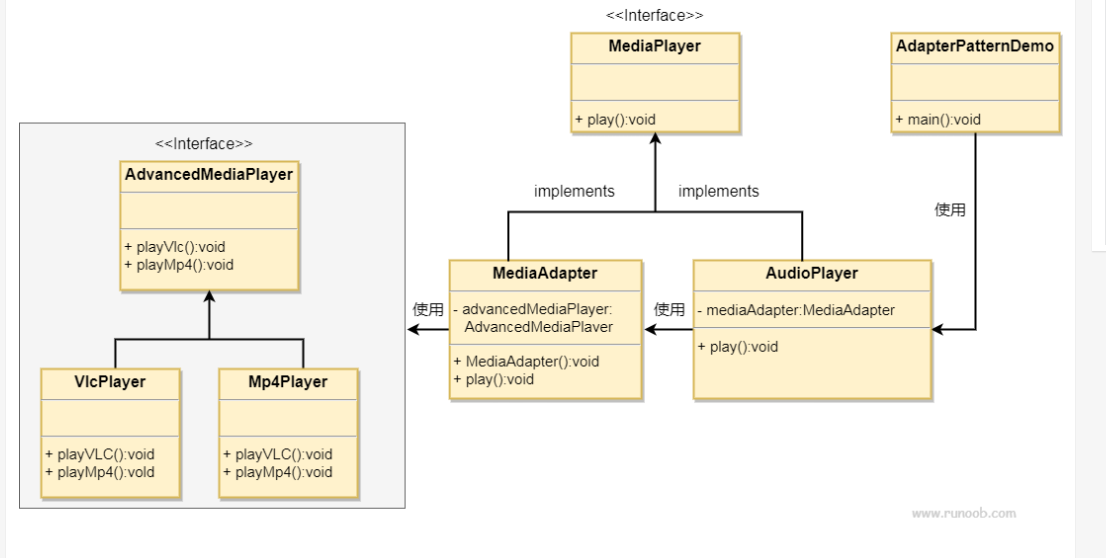 <<Interface>>
MediaPlayer
+ play():void
AdapterPatternDemo
+ main():void
<<Interface>>
AdvancedMediaPlayer
+ playVlc():void
+ playMp4():void
implements
implements
使用
MediaAdapter
- advancedMediaPlayer:
AdvancedMediaPlaver
+ MediaAdapter():void
+ play():void
AudioPlayer
- mediaAdapter:MediaAdapter
+ play():void
使用
使用
VlcPlayer
+ playVLC():void
+ playMp4():vold
Mp4Player
+ playVLC():void
+ playMp4():void
www.runoob.com